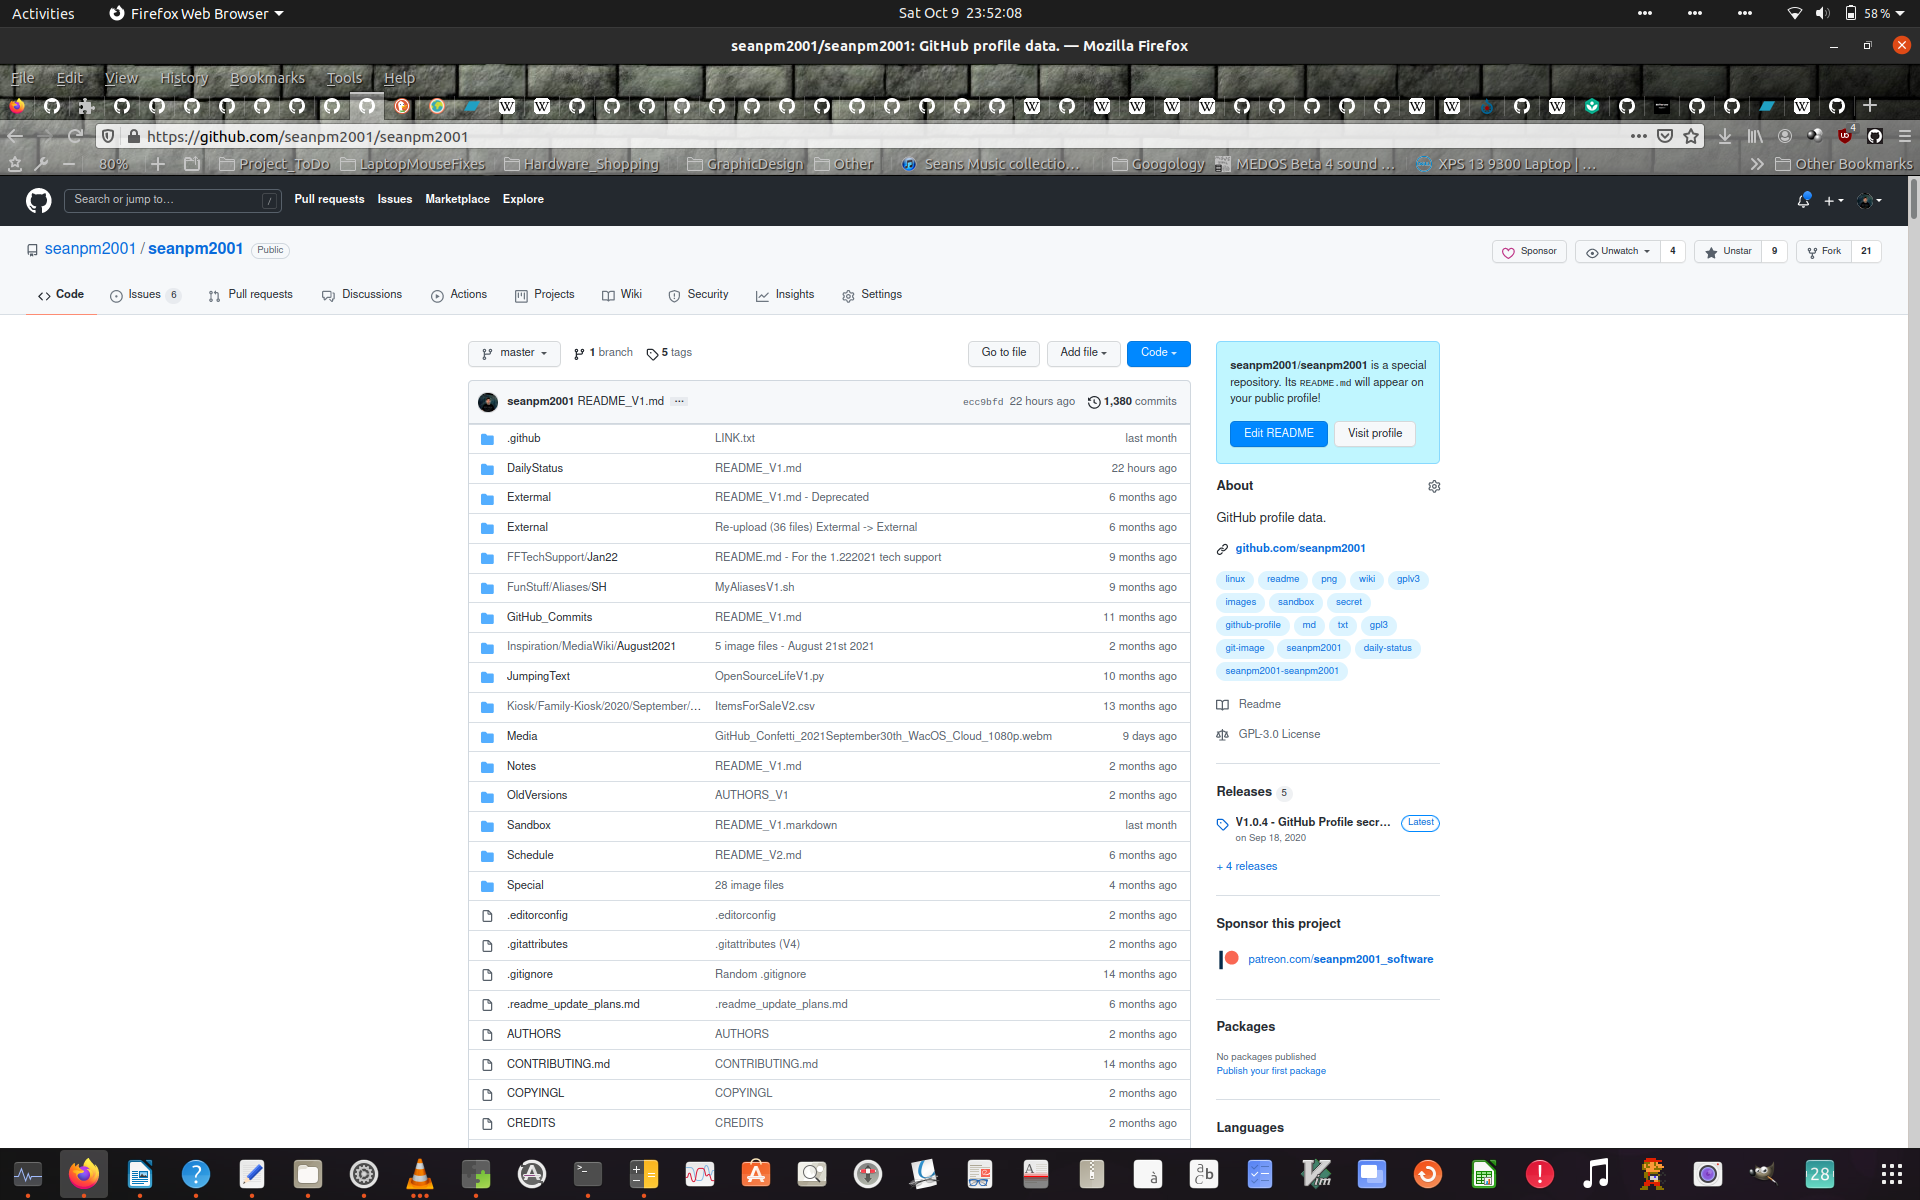 Activities Firefox Web Browser Sat Oct 9 23:52:08 58 %
seanpm2001/seanpm2001: GitHub profile data. — Mozilla Firefox
File Edit View History Bookmarks Tools Help
https://github.com/seanpm2001/seanpm2001 4
80% Project_ToDo LaptopMouseFixes Hardware_Shopping GraphicDesign Other Seans Music collectio… Googology MEDOS Beta 4 sound … XPS 13 9300 Laptop | … Other Bookmarks
Search or jump to… / Pull requests Issues Marketplace Explore
seanpm2001 / seanpm2001 Public Sponsor Unwatch 4 Unstar 9 Fork 21
Code Issues 6 Pull requests Discussions Actions Projects Wiki Security Insights Settings
master 1 branch 5 tags Go to file Add file Code
seanpm2001 README_V1.md ... ecc9bfd 22 hours ago 1,380 commits
.github LINK.txt last month
DailyStatus README_V1.md 22 hours ago
Extermal README_V1.md - Deprecated 6 months ago
External Re-upload (36 files) Extermal -> External 6 months ago
FFTechSupport/Jan22 README.md - For the 1.222021 tech support 9 months ago
FunStuff/Aliases/SH MyAliasesV1.sh 9 months ago
GitHub_Commits README_V1.md 11 months ago
Inspiration/MediaWiki/August2021 5 image files - August 21st 2021 2 months ago
JumpingText OpenSourceLifeV1.py 10 months ago
Kiosk/Family-Kiosk/2020/September/… ItemsForSaleV2.csv 13 months ago
Media GitHub_Confetti_2021September30th_WacOS_Cloud_1080p.webm 9 days ago
Notes README_V1.md 2 months ago
OldVersions AUTHORS_V1 2 months ago
Sandbox README_V1.markdown last month
Schedule README_V2.md 6 months ago
Special 28 image files 4 months ago
.editorconfig .editorconfig 2 months ago
.gitattributes .gitattributes (V4) 2 months ago
.gitignore Random .gitignore 14 months ago
.readme_update_plans.md .readme_update_plans.md 6 months ago
AUTHORS AUTHORS 2 months ago
CONTRIBUTING.md CONTRIBUTING.md 14 months ago
COPYINGL COPYINGL 2 months ago
CREDITS CREDITS 2 months ago
seanpm2001/seanpm2001 is a special
repository. Its README.md will appear on
your public profile!
Edit README Visit profile
About
GitHub profile data.
github.com/seanpm2001
linux readme png wiki gplv3
images sandbox secret
github-profile md txt gpl3
git-image seanpm2001 daily-status
seanpm2001-seanpm2001
Readme
GPL-3.0 License
Releases 5
V1.0.4 - GitHub Profile secr... Latest
on Sep 18, 2020
+ 4 releases
Sponsor this project
patreon.com/seanpm2001_software
Packages
No packages published
Publish your first package
Languages
28